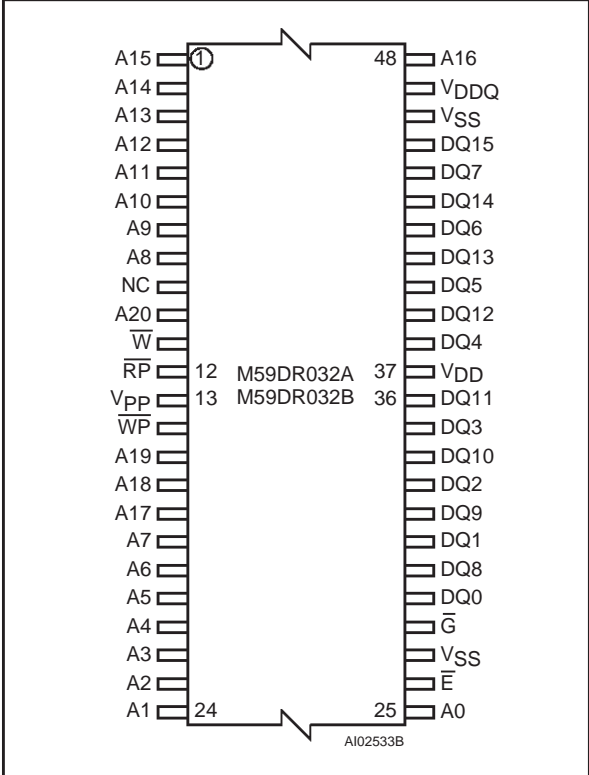 A15 1 48 A16
A14 VDDQ
A13 VSS
A12 DQ15
A11 DQ7
A10 DQ14
A9 DQ6
A8 DQ13
NC DQ5
A20 DQ12
W̅ DQ4
R̅P̅ 12 M59DR032A 37 VDD
VPP 13 M59DR032B 36 DQ11
W̅P̅ DQ3
A19 DQ10
A18 DQ2
A17 DQ9
A7 DQ1
A6 DQ8
A5 DQ0
A4 G̅
A3 VSS
A2 E̅
A1 24 25 A0
AI02533B